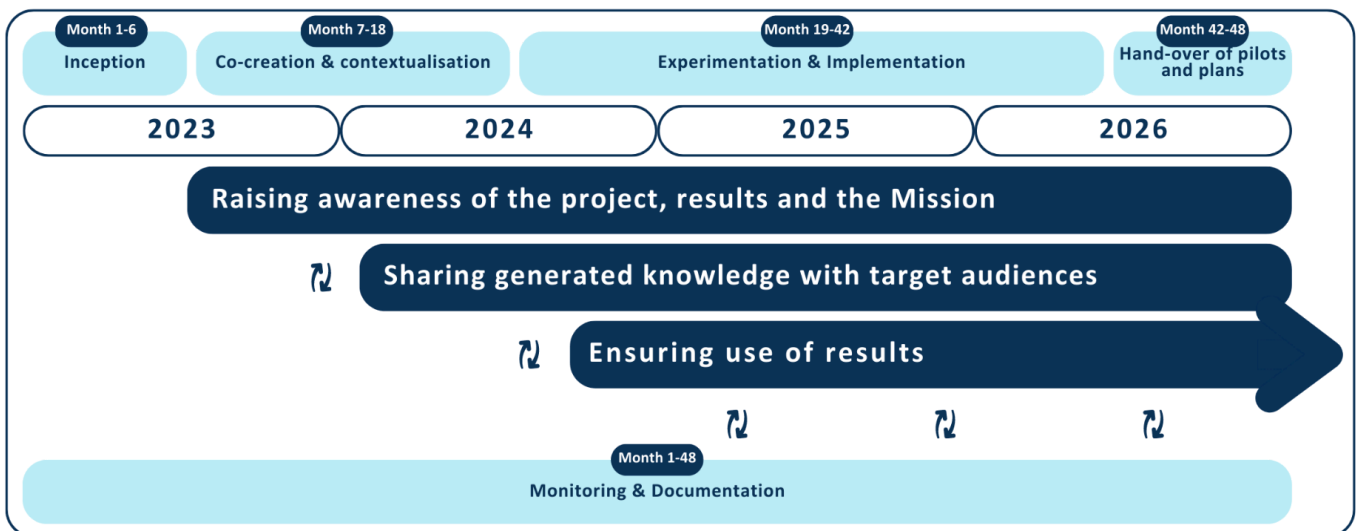 Month 1-6
Inception
Month 7-18
Co-creation & contextualisation
Month 19-42
Experimentation & Implementation
Month 42-48
Hand-over of pilots
and plans
2023
2024
2025
2026
Raising awareness of the project, results and the Mission
Sharing generated knowledge with target audiences
Ensuring use of results
Month 1-48
Monitoring & Documentation